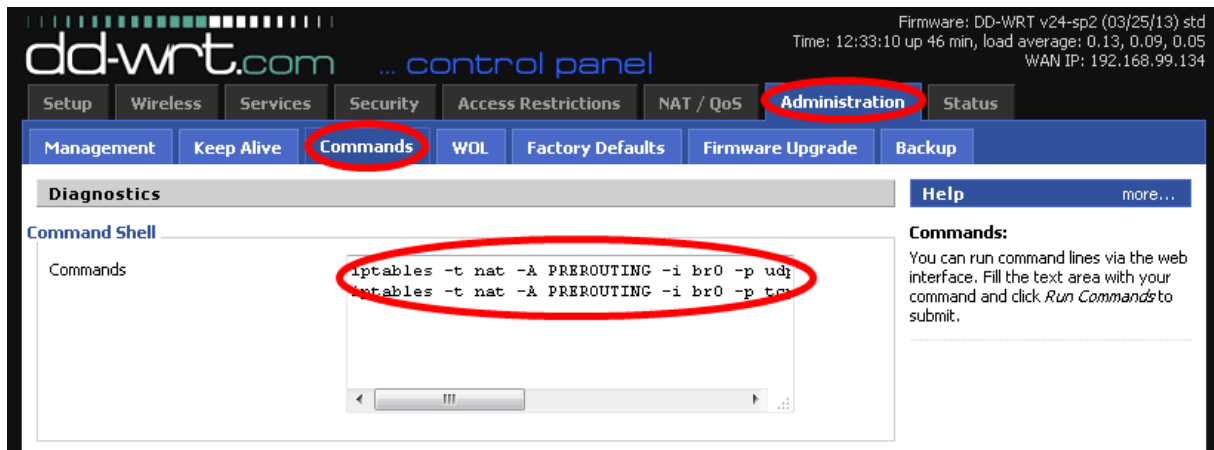 Firmware: DD-WRT v24-sp2 (03/25/13) std
Time: 12:33:10 up 46 min, load average: 0.13, 0.09, 0.05
WAN IP: 192.168.99.134
dd-wrt.com ... control panel
Setup Wireless Services Security Access Restrictions NAT / QoS Administration Status
Management Keep Alive Commands WOL Factory Defaults Firmware Upgrade Backup
Diagnostics
Command Shell
Commands
iptables -t nat -A PREROUTING -i br0 -p udp
iptables -t nat -A PREROUTING -i br0 -p tcp
Help more...
Commands:
You can run command lines via the web
interface. Fill the text area with your
command and click Run Commands to
submit.